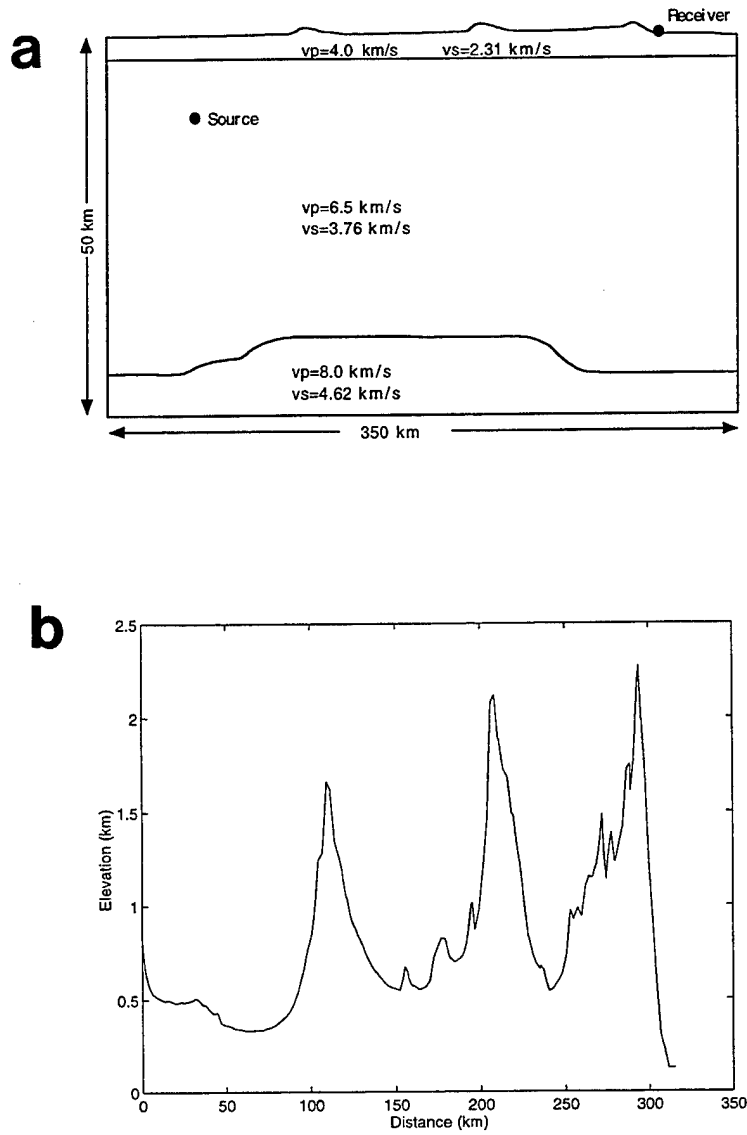 a
Receiver
vp=4.0 km/s vs=2.31 km/s
Source
50 km
vp=6.5 km/s
vs=3.76 km/s
vp=8.0 km/s
vs=4.62 km/s
350 km
b
2.5
2
1.5
1
0.5
0
Elevation (km)
0 50 100 150 200 250 300 350
Distance (km)